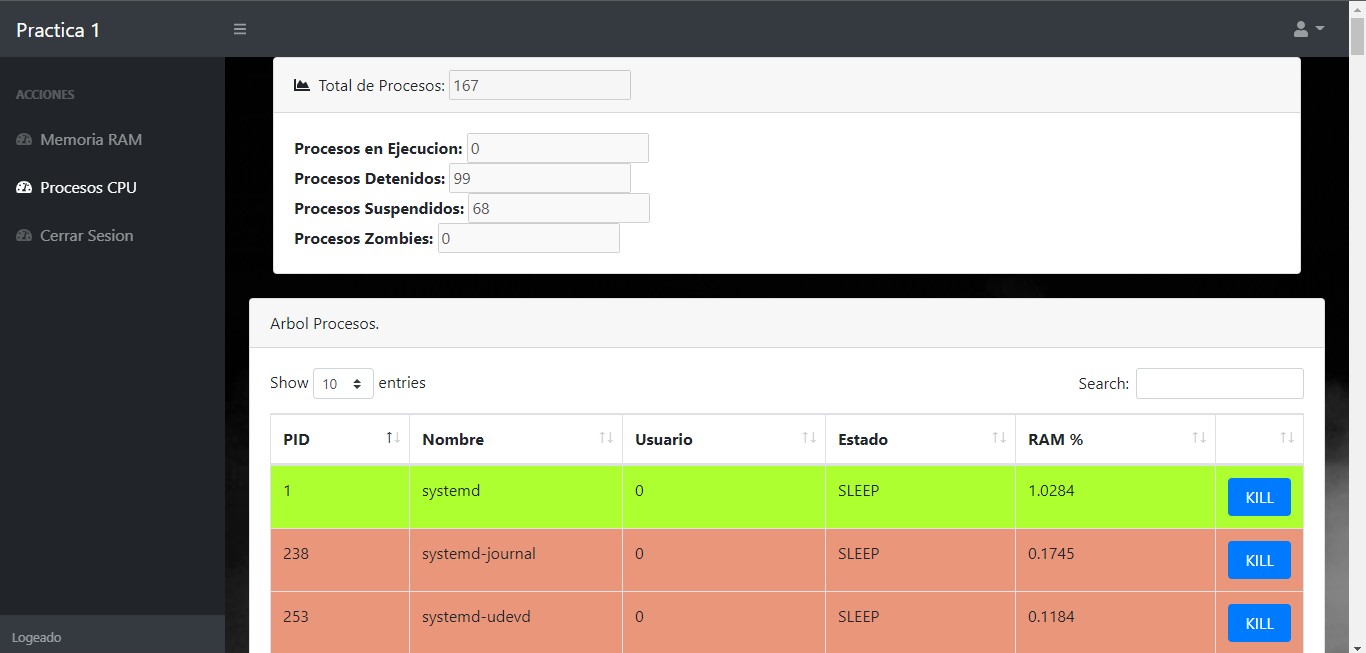 Practica 1
ACCIONES
Memoria RAM
Procesos CPU
Cerrar Sesion
Logeado
Total de Procesos: 167
Procesos en Ejecucion: 0
Procesos Detenidos: 99
Procesos Suspendidos: 68
Procesos Zombies: 0
Arbol Procesos.
Show 10 entries Search:
PID Nombre Usuario Estado RAM %
1 systemd 0 SLEEP 1.0284 KILL
238 systemd-journal 0 SLEEP 0.1745 KILL
253 systemd-udevd 0 SLEEP 0.1184 KILL